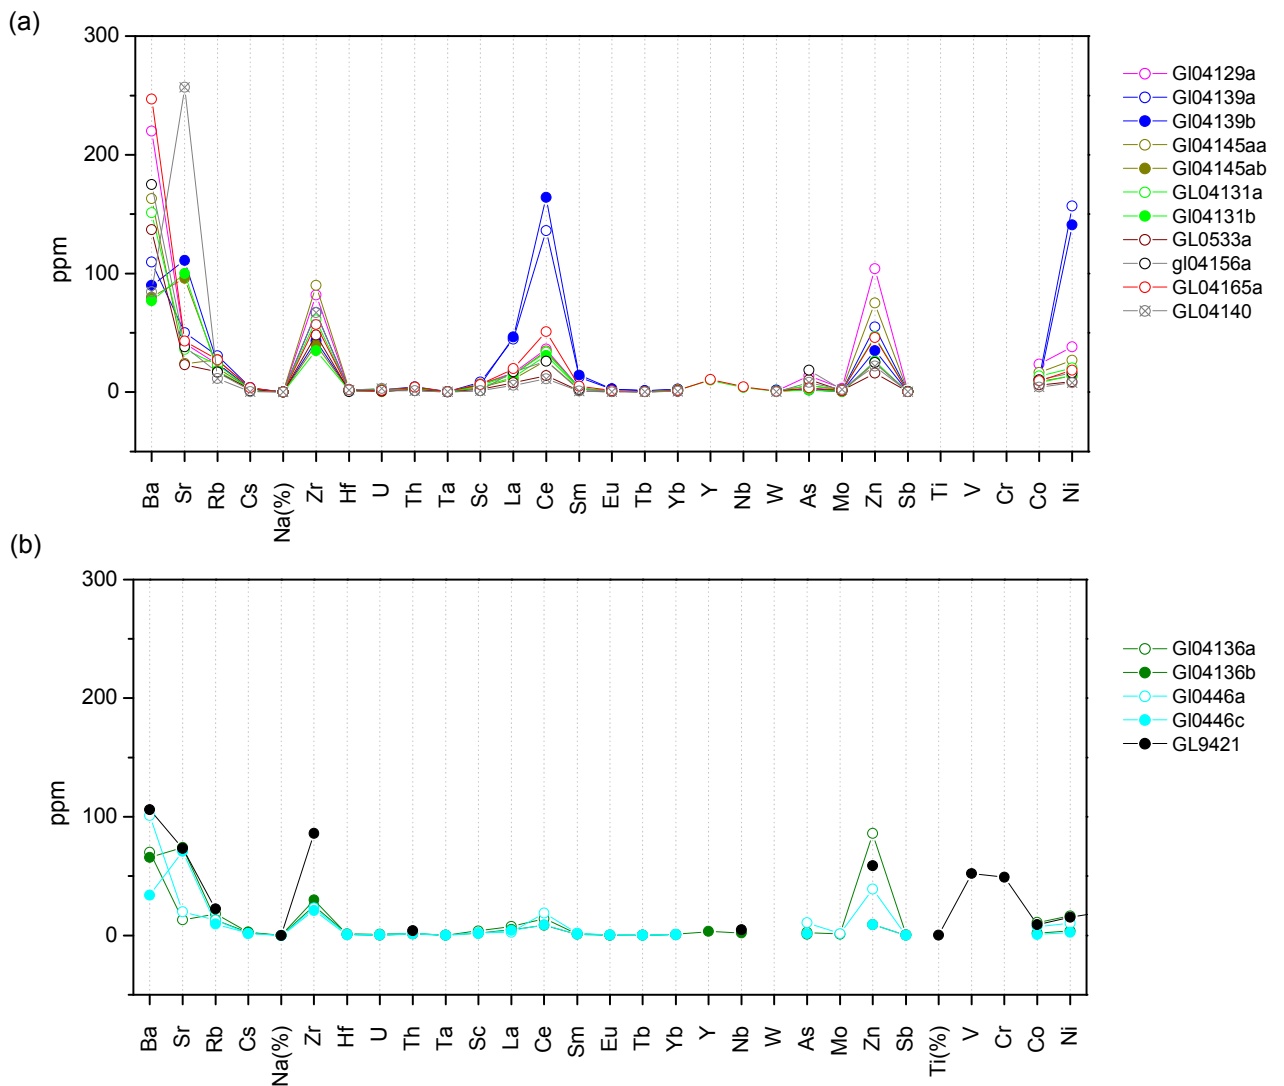 (a)
300
200
100
0
ppm
Ba Sr Rb Cs Na(%) Zr Hf U Th Ta Sc La Ce Sm Eu Tb Yb Y Nb W As Mo Zn Sb Ti V Cr Co Ni
Gl04129a
Gl04139a
Gl04139b
Gl04145aa
Gl04145ab
GL04131a
Gl04131b
GL0533a
gl04156a
GL04165a
GL04140
(b)
300
200
100
0
ppm
Ba Sr Rb Cs Na(%) Zr Hf U Th Ta Sc La Ce Sm Eu Tb Yb Y Nb W As Mo Zn Sb Ti(%) V Cr Co Ni
Gl04136a
Gl04136b
Gl0446a
Gl0446c
GL9421